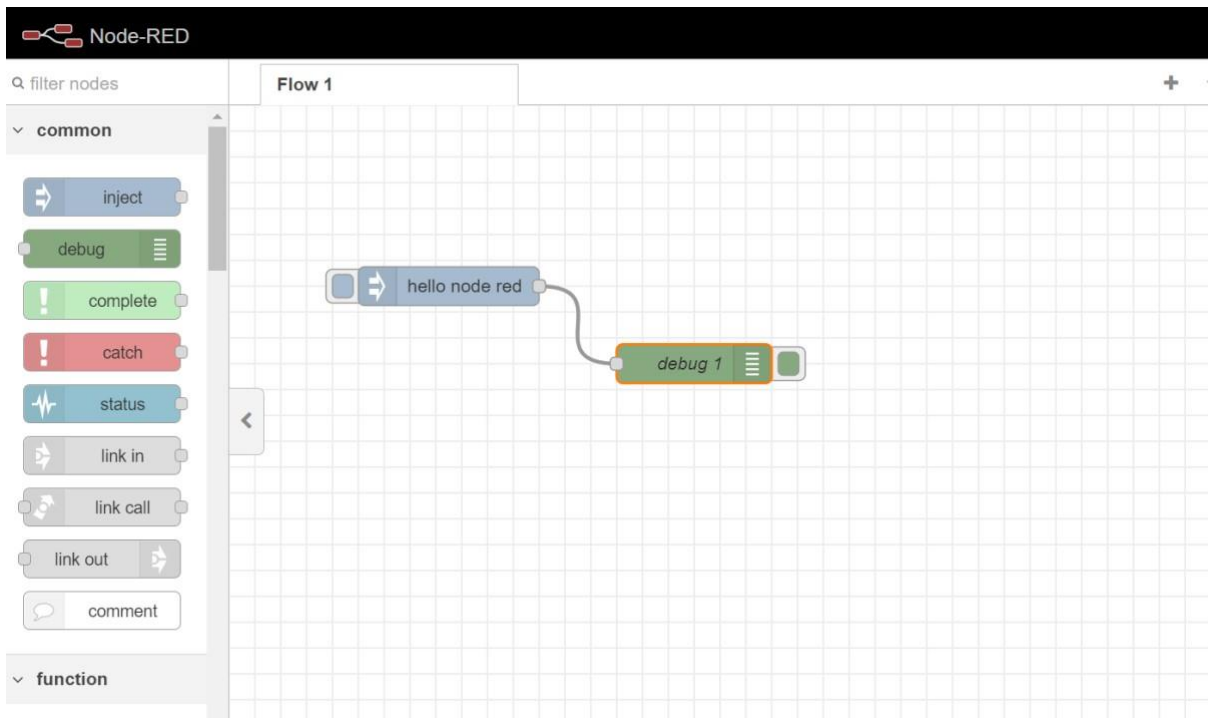 Node-RED
filter nodes
Flow 1
common
inject
debug
complete
catch
status
link in
link call
link out
comment
function
hello node red
debug 1